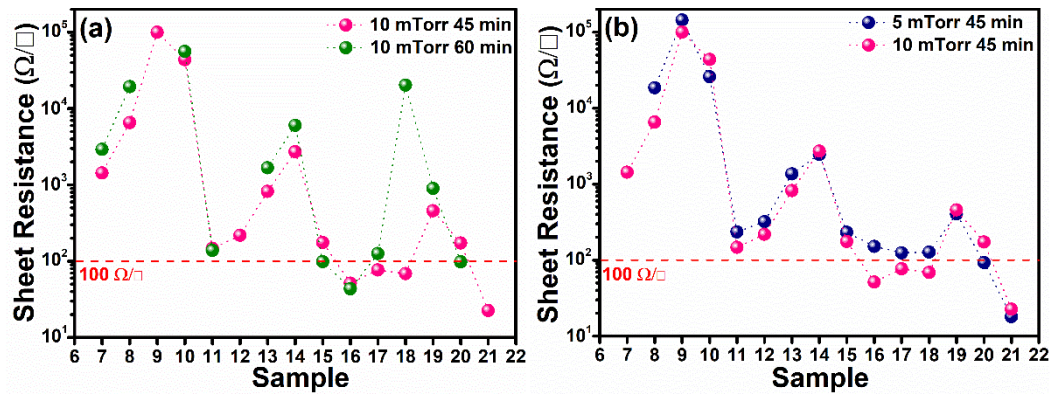 (a)
10 mTorr 45 min
10 mTorr 60 min
Sheet Resistance (Ω/□)
10⁵
10⁴
10³
10²
10¹
100 Ω/□
6 7 8 9 10 11 12 13 14 15 16 17 18 19 20 21 22
Sample
(b)
5 mTorr 45 min
10 mTorr 45 min
Sheet Resistance (Ω/□)
10⁵
10⁴
10³
10²
10¹
100 Ω/□
6 7 8 9 10 11 12 13 14 15 16 17 18 19 20 21 22
Sample